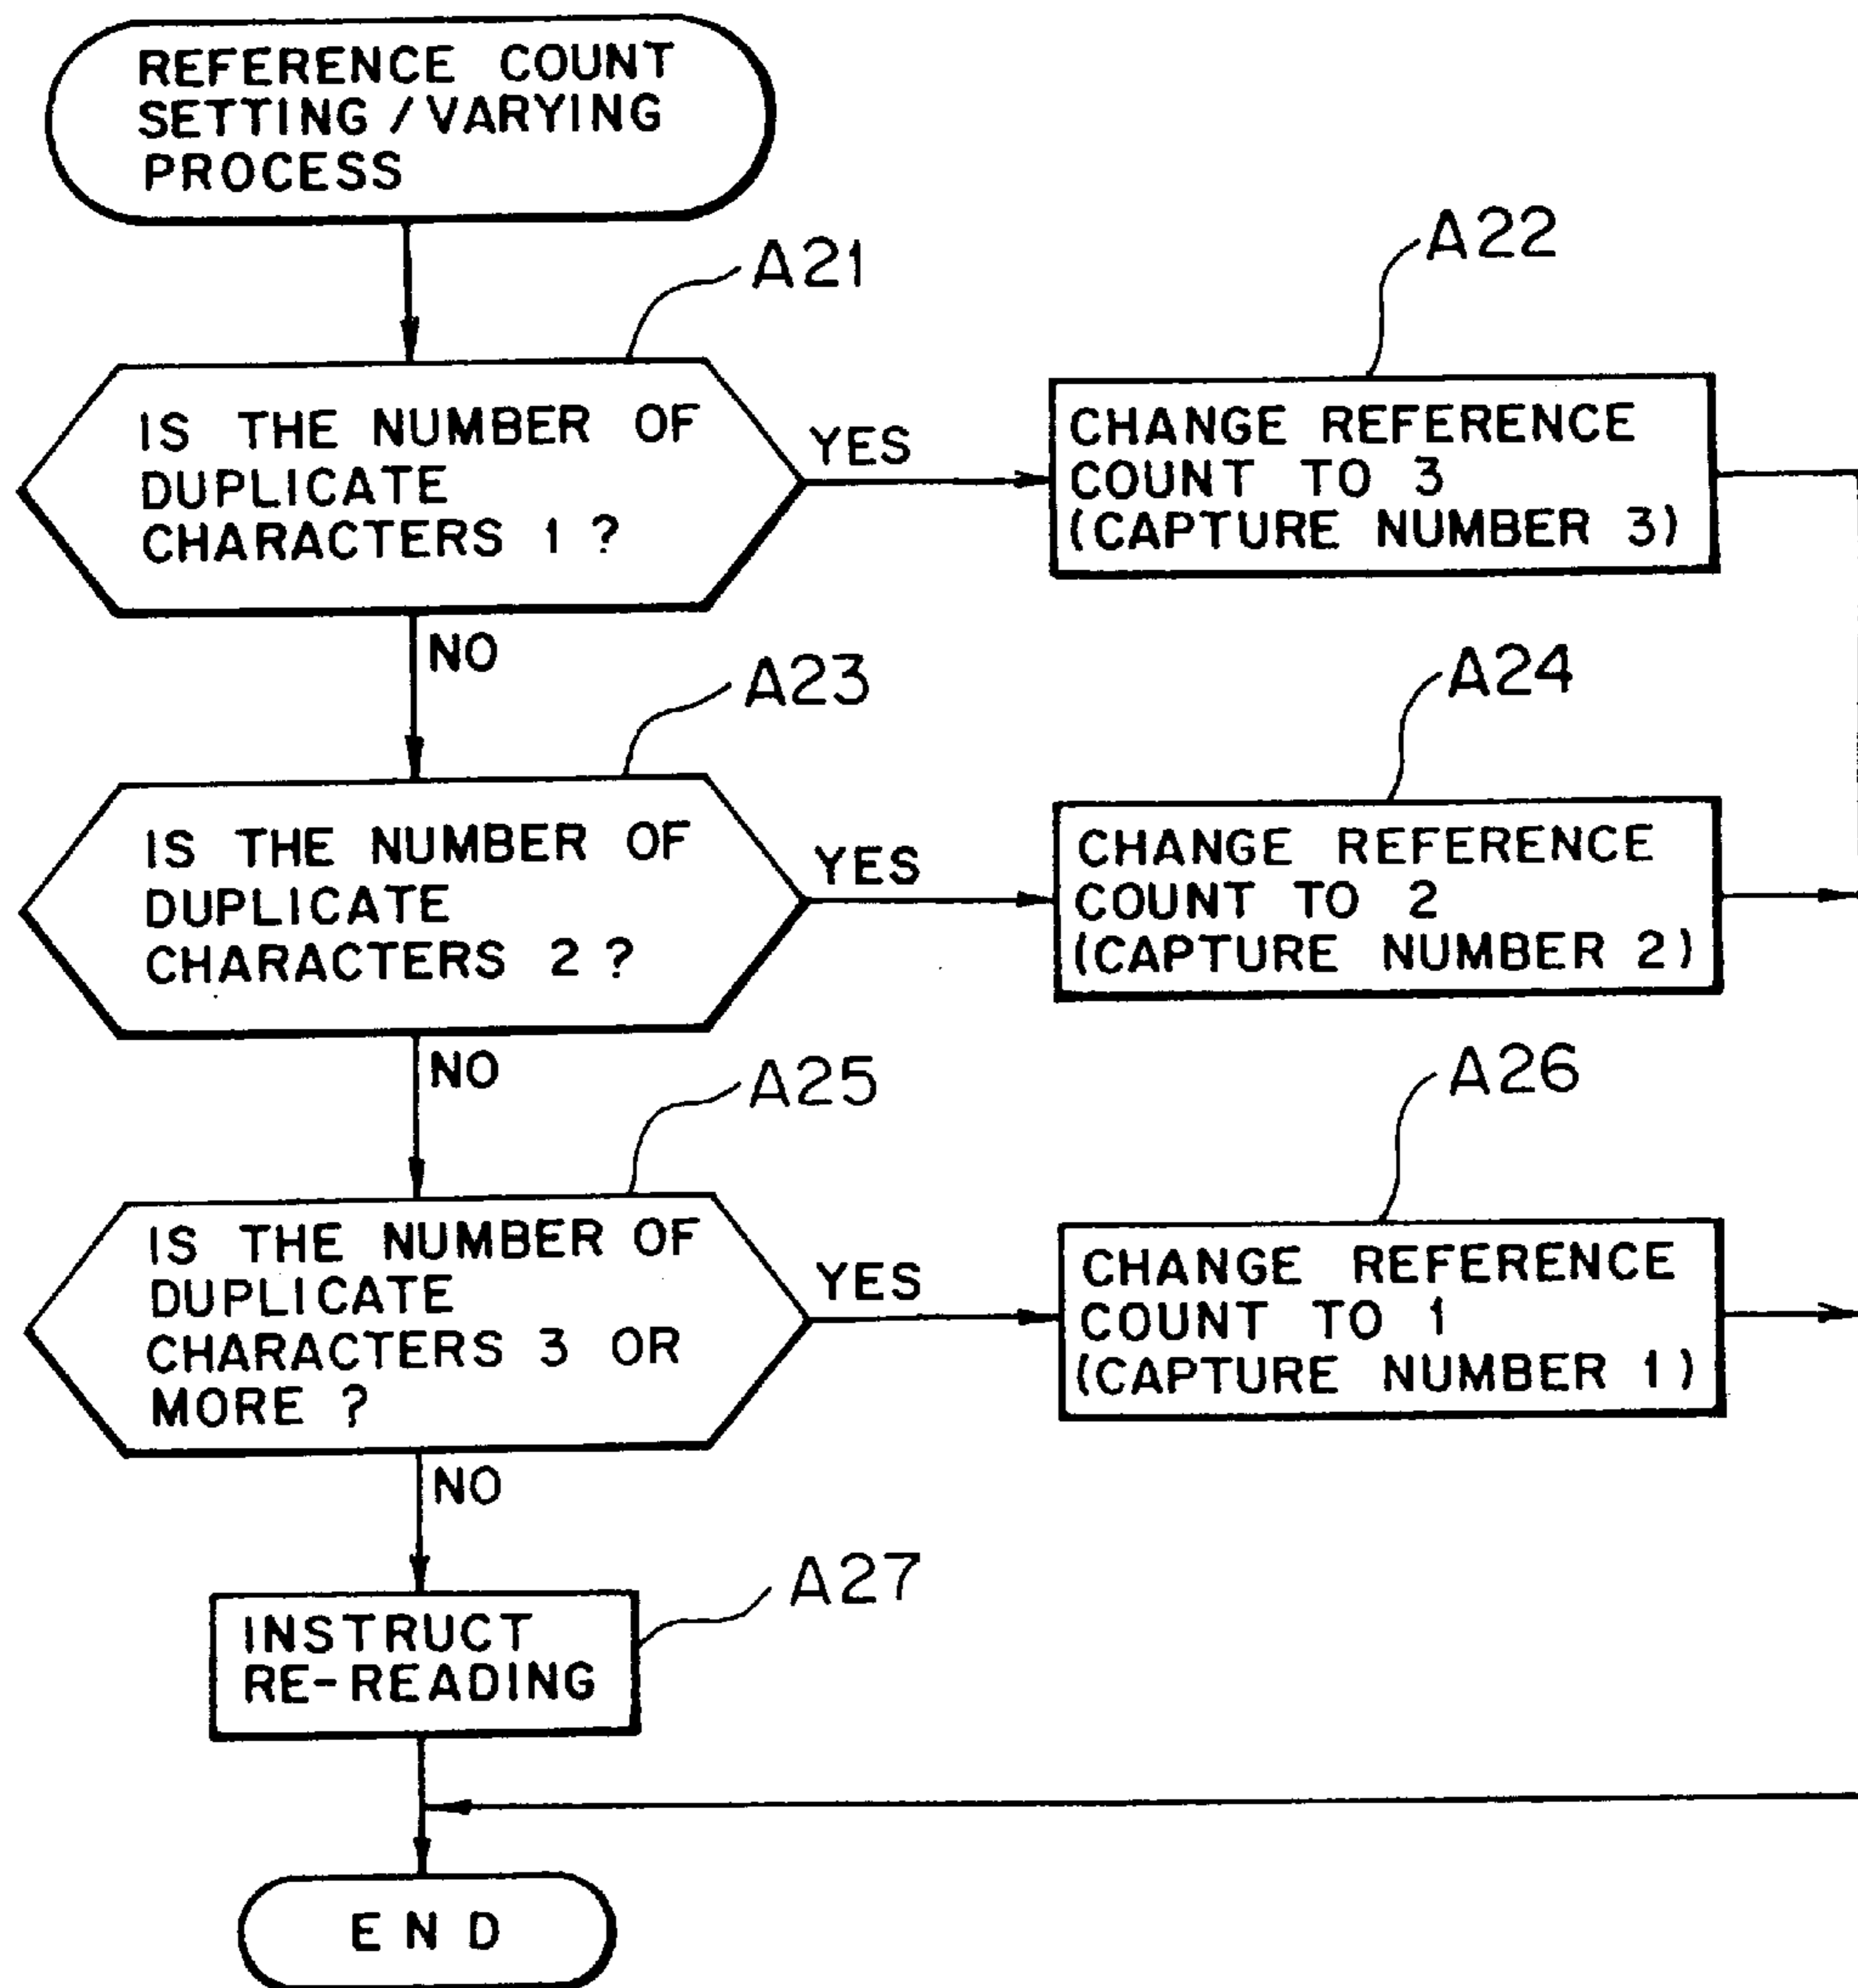 REFERENCE COUNT
SETTING/VARYING
PROCESS
A21
A22
IS THE NUMBER OF
DUPLICATE
CHARACTERS 1 ?
YES
CHANGE REFERENCE
COUNT TO 3
(CAPTURE NUMBER 3)
NO
A23
A24
IS THE NUMBER OF
DUPLICATE
CHARACTERS 2 ?
YES
CHANGE REFERENCE
COUNT TO 2
(CAPTURE NUMBER 2)
NO
A25
A26
IS THE NUMBER OF
DUPLICATE
CHARACTERS 3 OR
MORE ?
YES
CHANGE REFERENCE
COUNT TO 1
(CAPTURE NUMBER 1)
NO
A27
INSTRUCT
RE-READING
END